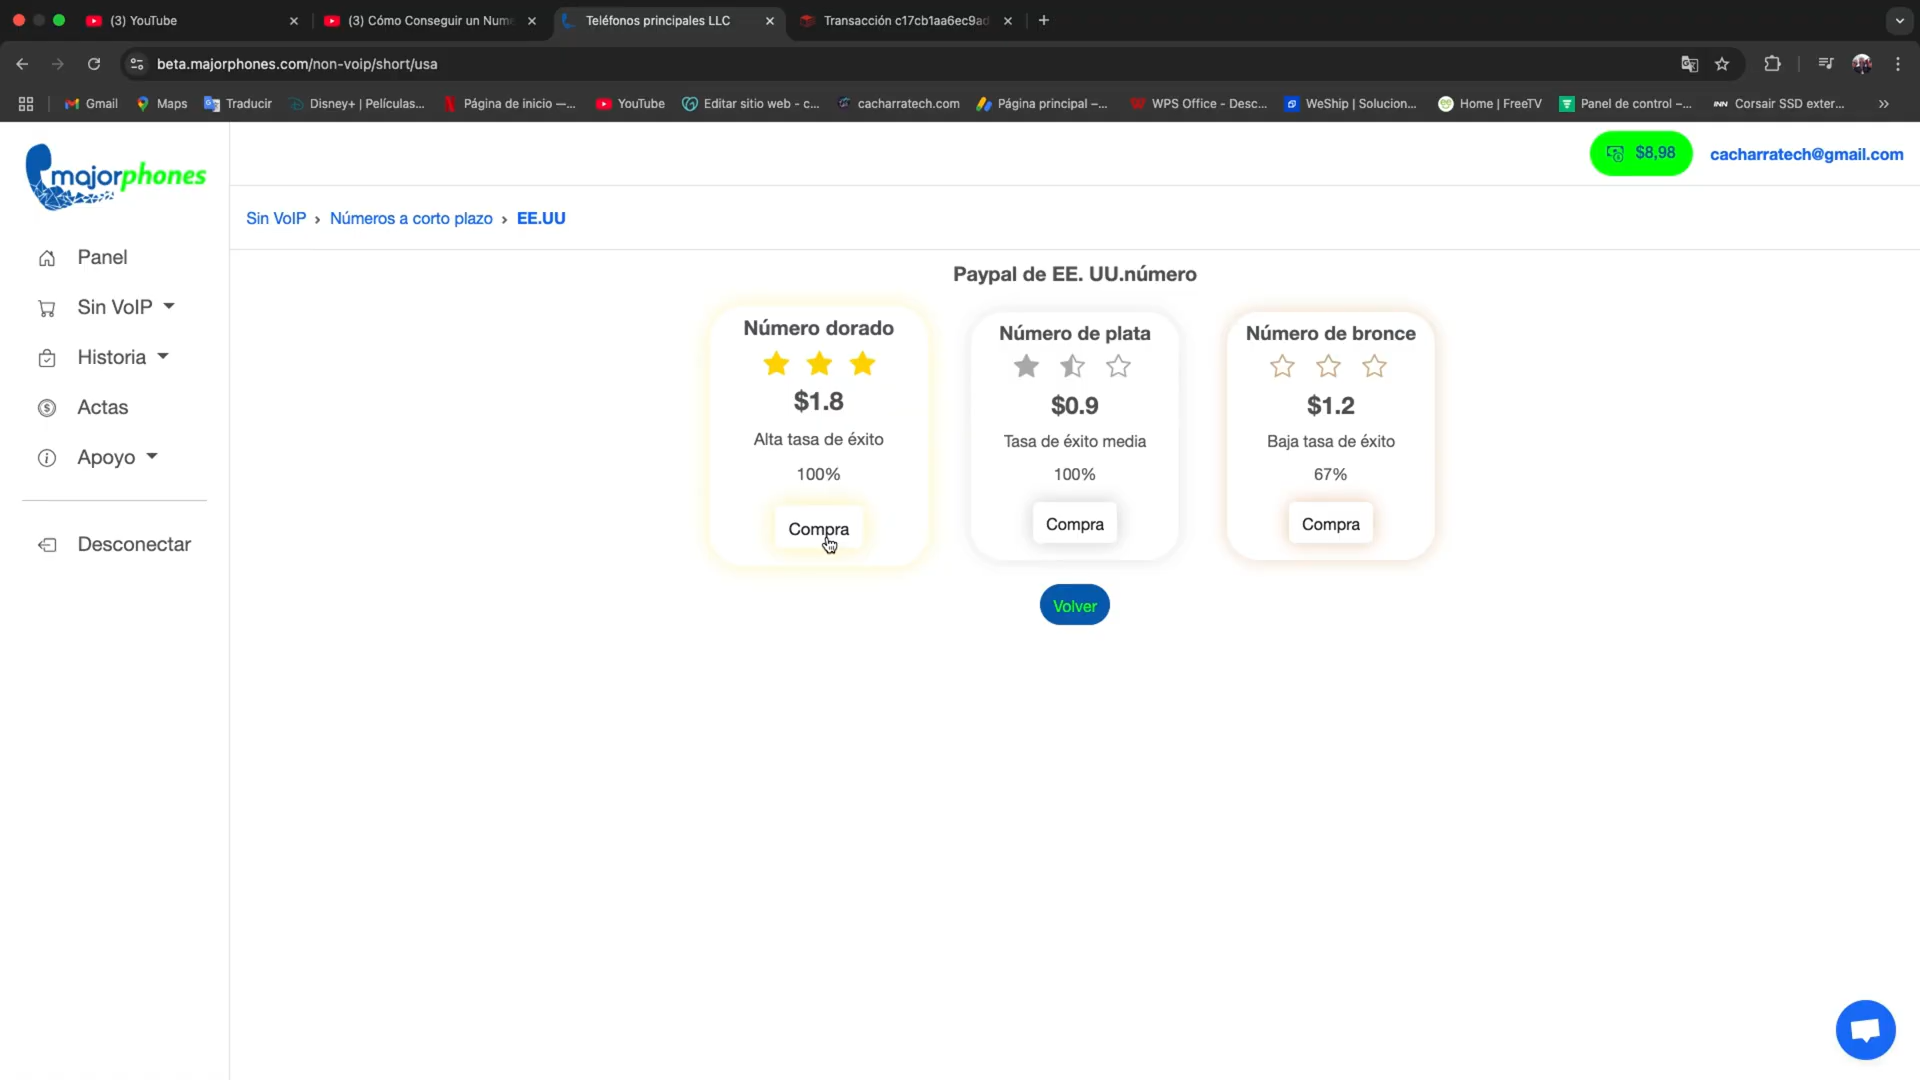 (3) YouTube
(3) Cómo Conseguir un Num
Teléfonos principales LLC
Transacción c17cb1aa6ec9ad
beta.majorphones.com/non-voip/short/usa
Gmail
Maps
Traducir
Disney+ | Películas...
Página de inicio –...
YouTube
Editar sitio web - c...
cacharratech.com
Página principal –...
WPS Office - Desc...
WeShip | Solucion...
Home | FreeTV
Panel de control –...
INN
Corsair SSD exter...
majorphones
$8,98
cacharratech@gmail.com
Sin VoIP › Números a corto plazo › EE.UU
Panel
Sin VoIP
Historia
Actas
Apoyo
Desconectar
Paypal de EE. UU.número
Número dorado
$1.8
Alta tasa de éxito
100%
Compra
Número de plata
$0.9
Tasa de éxito media
100%
Compra
Número de bronce
$1.2
Baja tasa de éxito
67%
Compra
Volver